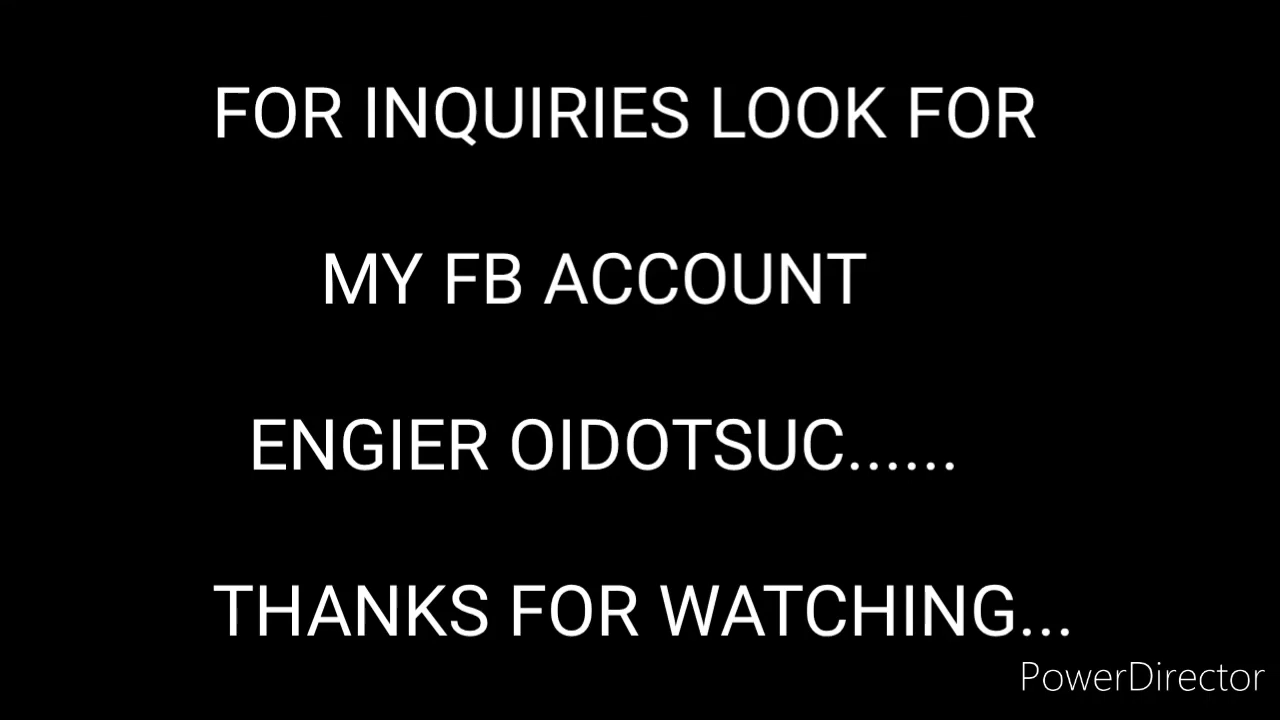 FOR INQUIRIES LOOK FOR
MY FB ACCOUNT
ENGIER OIDOTSUC......
THANKS FOR WATCHING...
PowerDirector